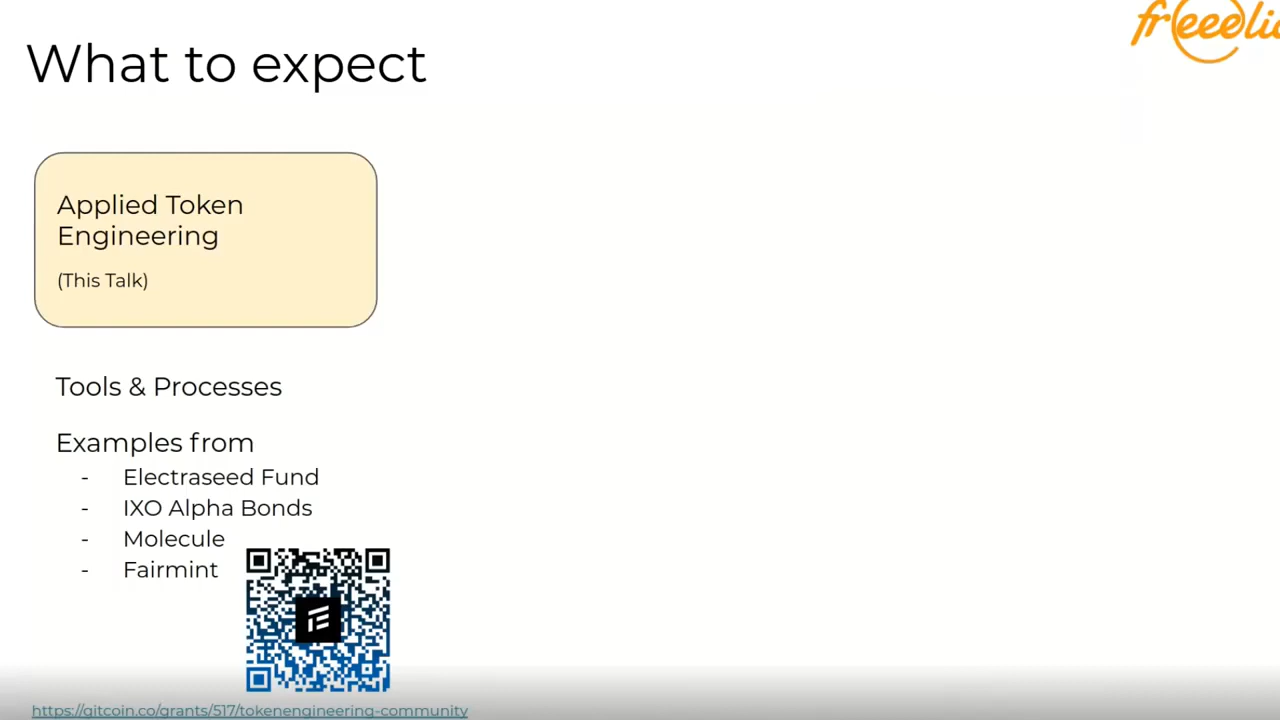 What to expect
Applied Token
Engineering
(This Talk)
Tools & Processes
Examples from
- Electraseed Fund
- IXO Alpha Bonds
- Molecule
- Fairmint
https://gitcoin.co/grants/517/tokenengineering-community